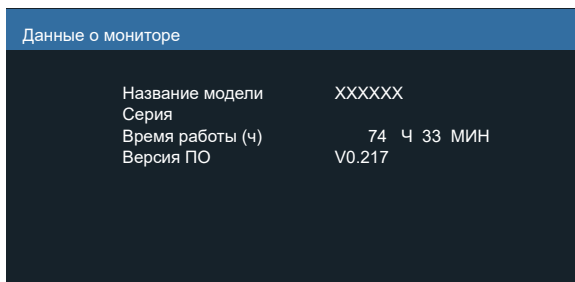 Данные о мониторе
Название модели XXXXXX
Серия
Время работы (ч) 74 Ч 33 МИН
Версия ПО V0.217